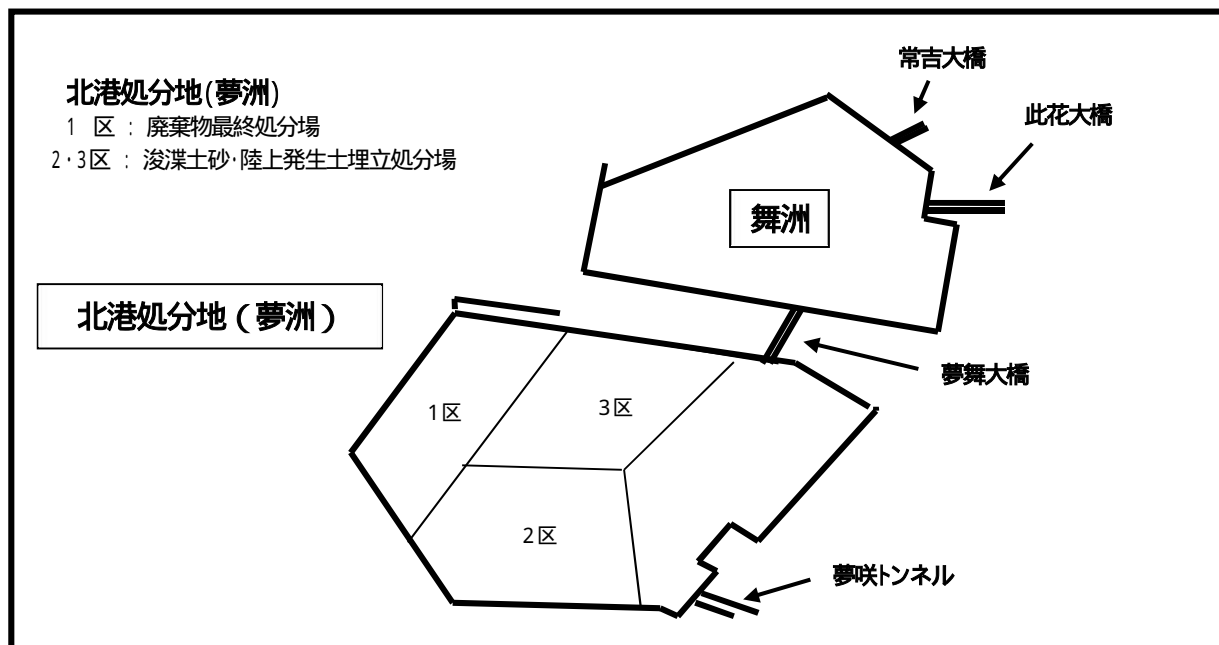 北港処分地(夢洲)
1 区 : 廃棄物最終処分場
2・3区 : 浚渫土砂・陸上発生土埋立処分場
常吉大橋
此花大橋
舞洲
北港処分地(夢洲)
夢舞大橋
1区
3区
2区
夢咲トンネル